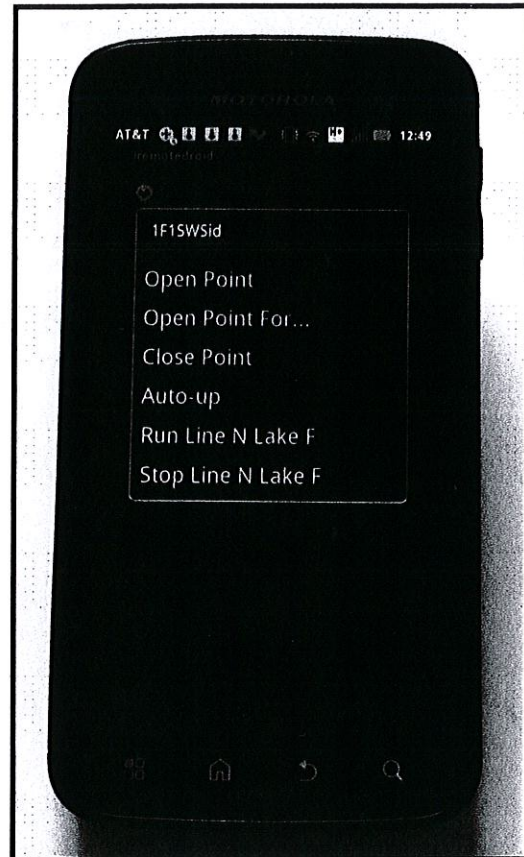 MOTOROLA
AT&T 12:49
remotedroid
1F1SWSid
Open Point
Open Point For...
Close Point
Auto-up
Run Line N Lake F
Stop Line N Lake F